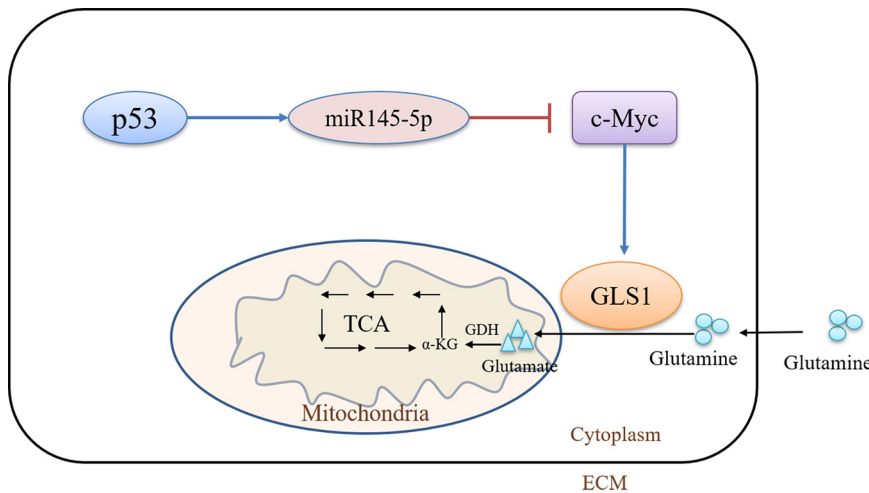 p53
miR145-5p
c-Myc
GLS1
TCA
GDH
α-KG
Glutamate
Glutamine
Glutamine
Mitochondria
Cytoplasm
ECM